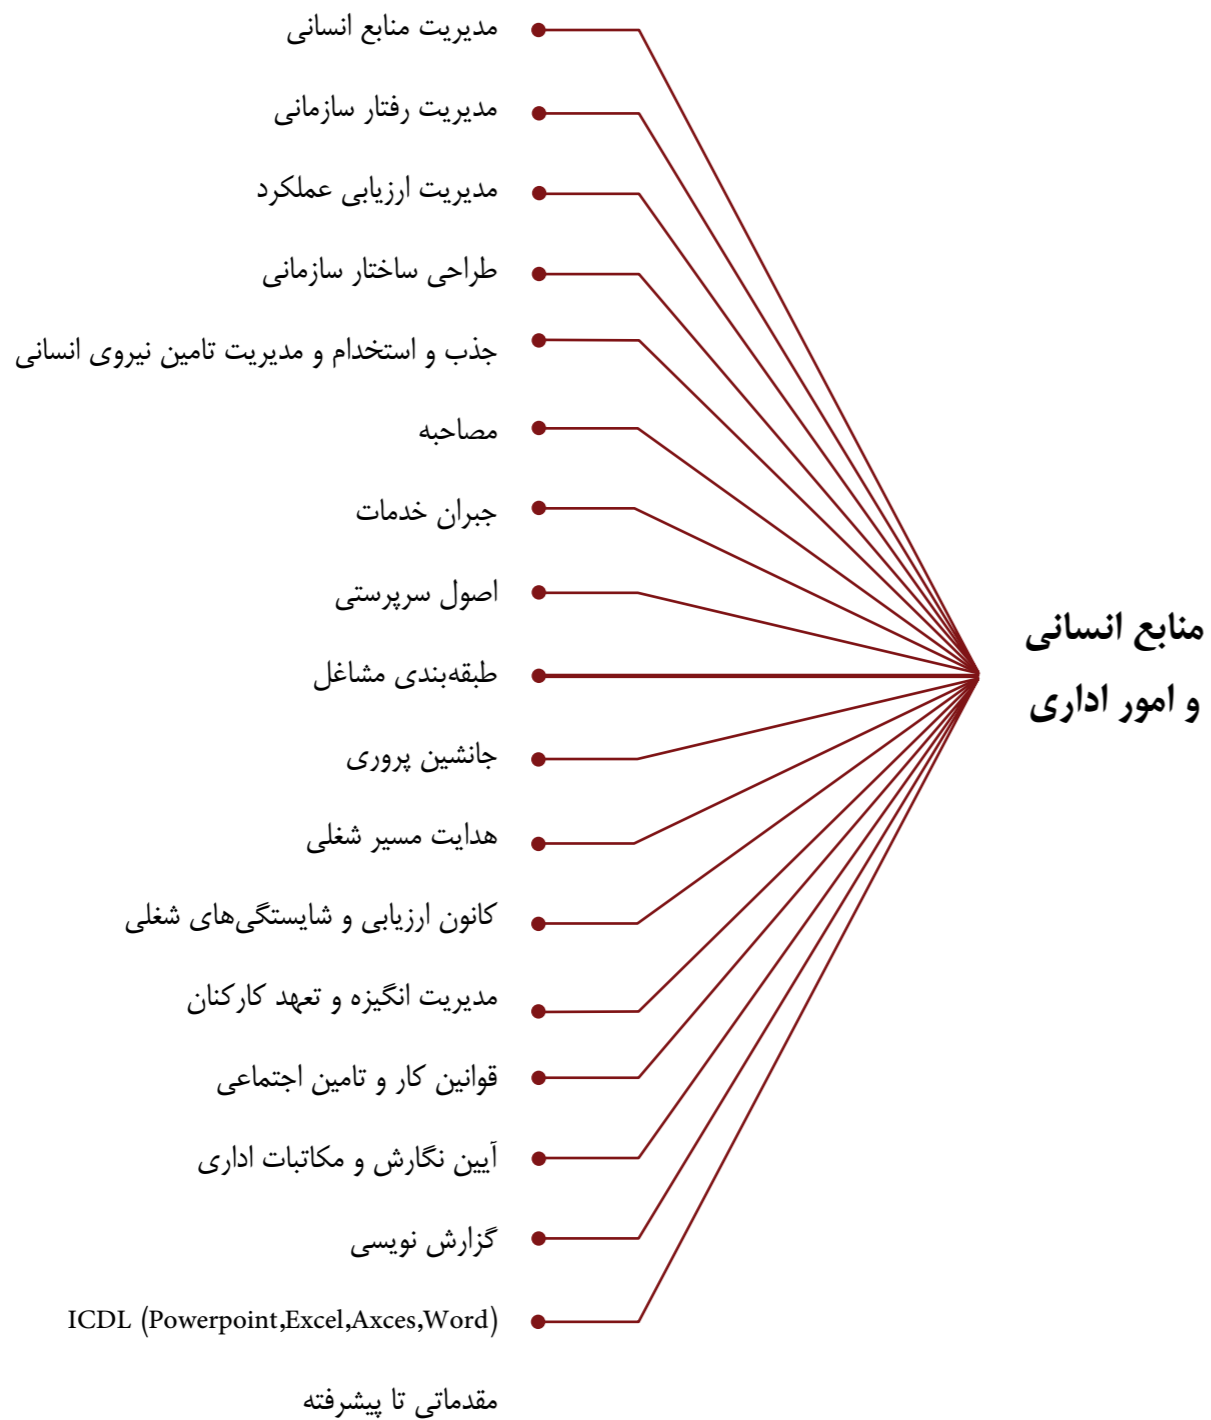 منابع انسانی
و امور اداری
مدیریت منابع انسانی
مدیریت رفتار سازمانی
مدیریت ارزیابی عملکرد
طراحی ساختار سازمانی
جذب و استخدام و مدیریت تامین نیروی انسانی
مصاحبه
جبران خدمات
اصول سرپرستی
طبقه‌بندی مشاغل
جانشین پروری
هدایت مسیر شغلی
کانون ارزیابی و شایستگی‌های شغلی
مدیریت انگیزه و تعهد کارکنان
قوانین کار و تامین اجتماعی
آیین نگارش و مکاتبات اداری
گزارش نویسی
ICDL (Powerpoint,Excel,Axces,Word)
مقدماتی تا پیشرفته